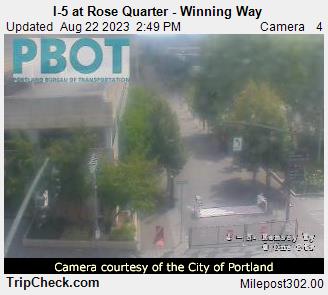 I-5 at Rose Quarter - Winning Way
Updated Aug 22 2023 2:49 PM Camera 4
PBOT
PORTLAND BUREAU OF TRANSPORTATION
Camera courtesy of the City of Portland
TripCheck.com Milepost302.00